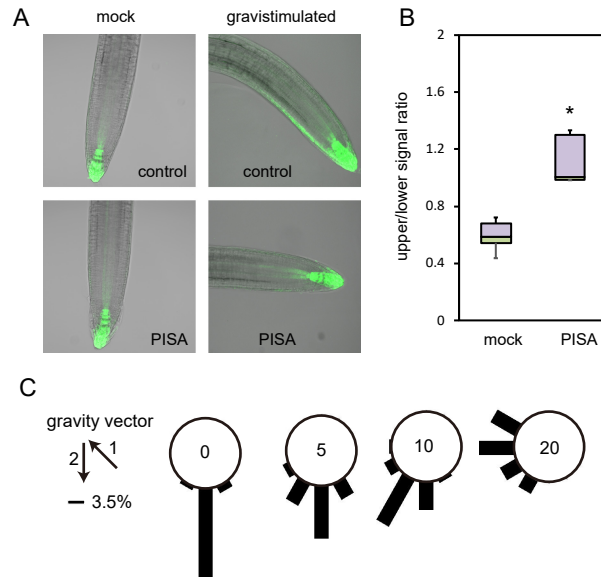 A
mock
gravistimulated
control
control
PISA
PISA
B
upper/lower signal ratio
2
1.6
1.2
0.8
0.4
0
*
mock
PISA
C
gravity vector
2
1
3.5%
0
5
10
20